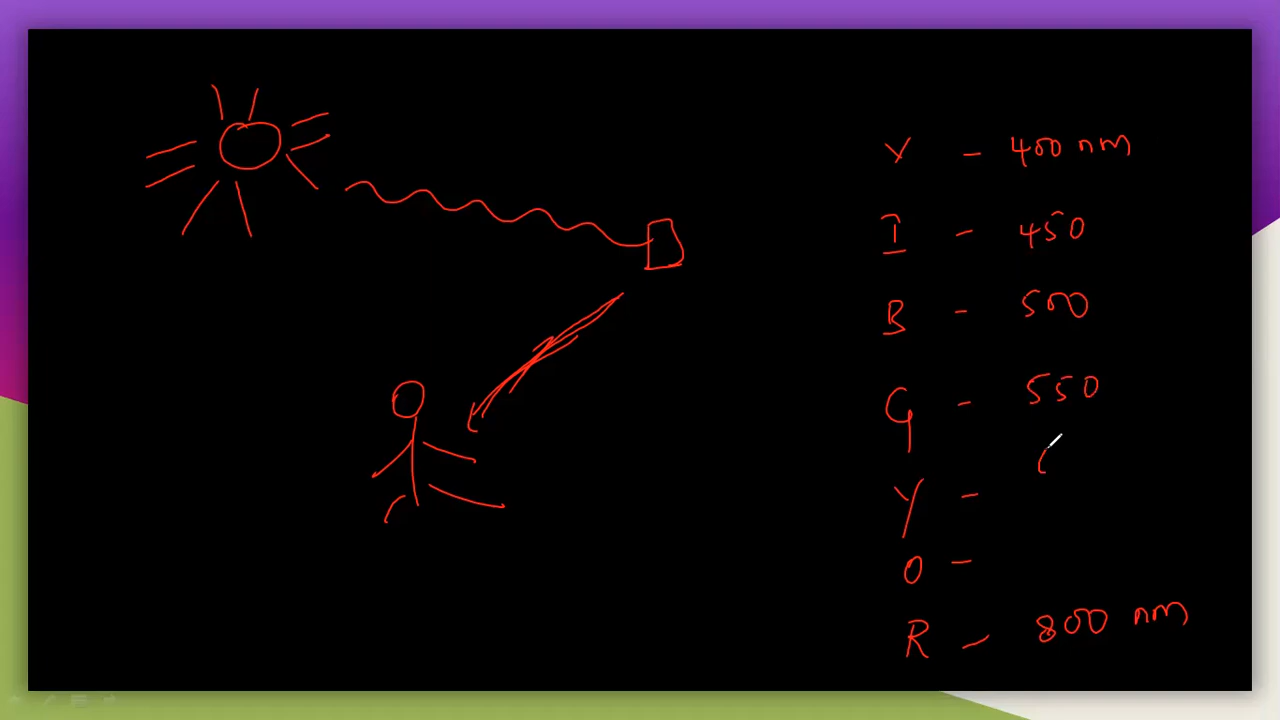 V - 400 nm
I - 450
B - 500
G - 550
Y -
O -
R - 800 nm